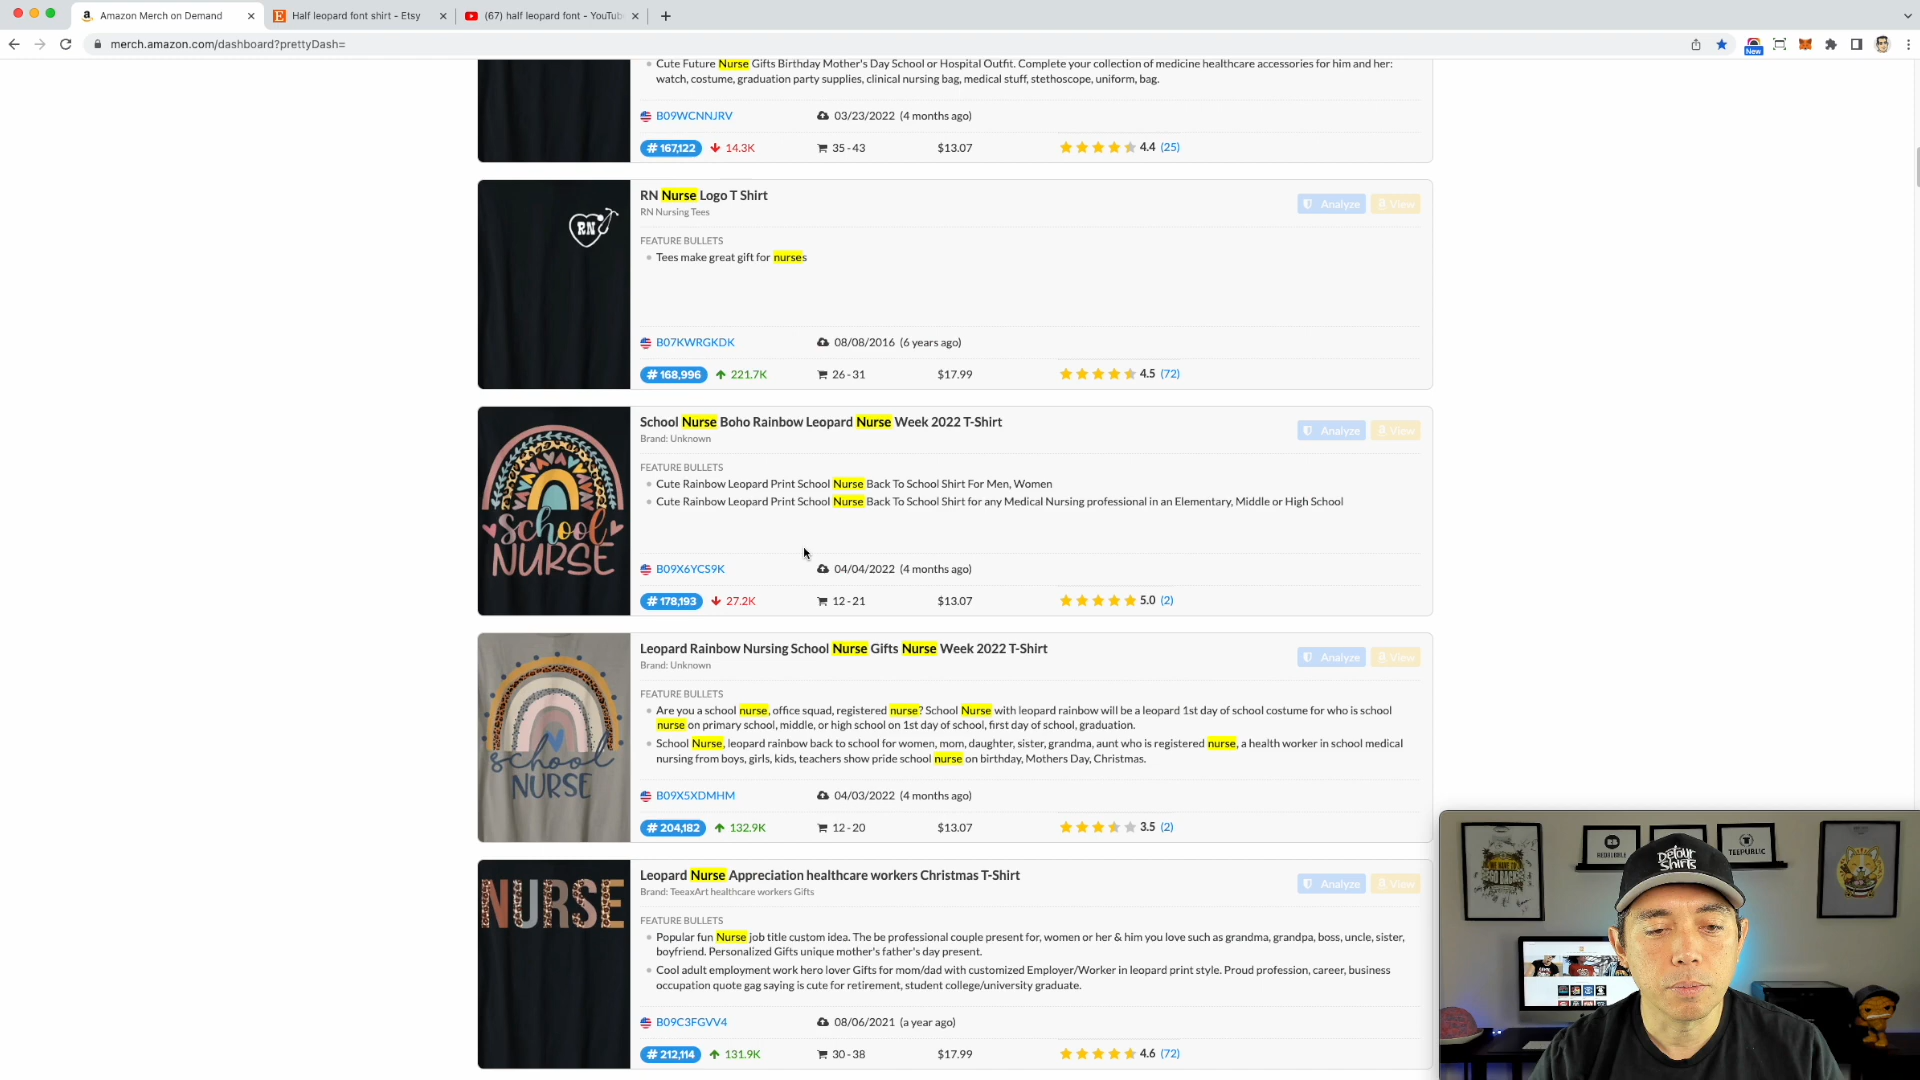 Amazon Merch on Demand
Half leopard font shirt - Etsy
(67) half leopard font - YouTub
merch.amazon.com/dashboard?prettyDash=
New
Cute Future Nurse Gifts Birthday Mother's Day School or Hospital Outfit. Complete your collection of medicine healthcare accessories for him and her:
watch, costume, graduation party supplies, clinical nursing bag, medical stuff, stethoscope, uniform, bag.
B09WCNNJRV 03/23/2022 (4 months ago)
# 167,122 14.3K 35 - 43 $13.07 4.4 (25)
RN
RN Nurse Logo T Shirt
RN Nursing Tees
Analyze View
FEATURE BULLETS
Tees make great gift for nurses
B07KWRGKDK 08/08/2016 (6 years ago)
# 168,996 221.7K 26 - 31 $17.99 4.5 (72)
School
NURSE
School Nurse Boho Rainbow Leopard Nurse Week 2022 T-Shirt
Brand: Unknown
Analyze View
FEATURE BULLETS
Cute Rainbow Leopard Print School Nurse Back To School Shirt For Men, Women
Cute Rainbow Leopard Print School Nurse Back To School Shirt for any Medical Nursing professional in an Elementary, Middle or High School
B09X6YCS9K 04/04/2022 (4 months ago)
# 178,193 27.2K 12 - 21 $13.07 5.0 (2)
school
NURSE
Leopard Rainbow Nursing School Nurse Gifts Nurse Week 2022 T-Shirt
Brand: Unknown
Analyze View
FEATURE BULLETS
Are you a school nurse, office squad, registered nurse? School Nurse with leopard rainbow will be a leopard 1st day of school costume for who is school
nurse on primary school, middle, or high school on 1st day of school, first day of school, graduation.
School Nurse, leopard rainbow back to school for women, mom, daughter, sister, grandma, aunt who is registered nurse, a health worker in school medical
nursing from boys, girls, kids, teachers show pride school nurse on birthday, Mothers Day, Christmas.
B09X5XDMHM 04/03/2022 (4 months ago)
# 204,182 132.9K 12 - 20 $13.07 3.5 (2)
NURSE
Leopard Nurse Appreciation healthcare workers Christmas T-Shirt
Brand: TeeaxArt healthcare workers Gifts
Analyze View
FEATURE BULLETS
Popular fun Nurse job title custom idea. The be professional couple present for, women or her & him you love such as grandma, grandpa, boss, uncle, sister,
boyfriend. Personalized Gifts unique mother's father's day present.
Cool adult employment work hero lover Gifts for mom/dad with customized Employer/Worker in leopard print style. Proud profession, career, business
occupation quote gag saying is cute for retirement, student college/university graduate.
B09C3FGVV4 08/06/2021 (a year ago)
# 212,114 131.9K 30 - 38 $17.99 4.6 (72)
TEEPUBLIC
Detour
Shirts